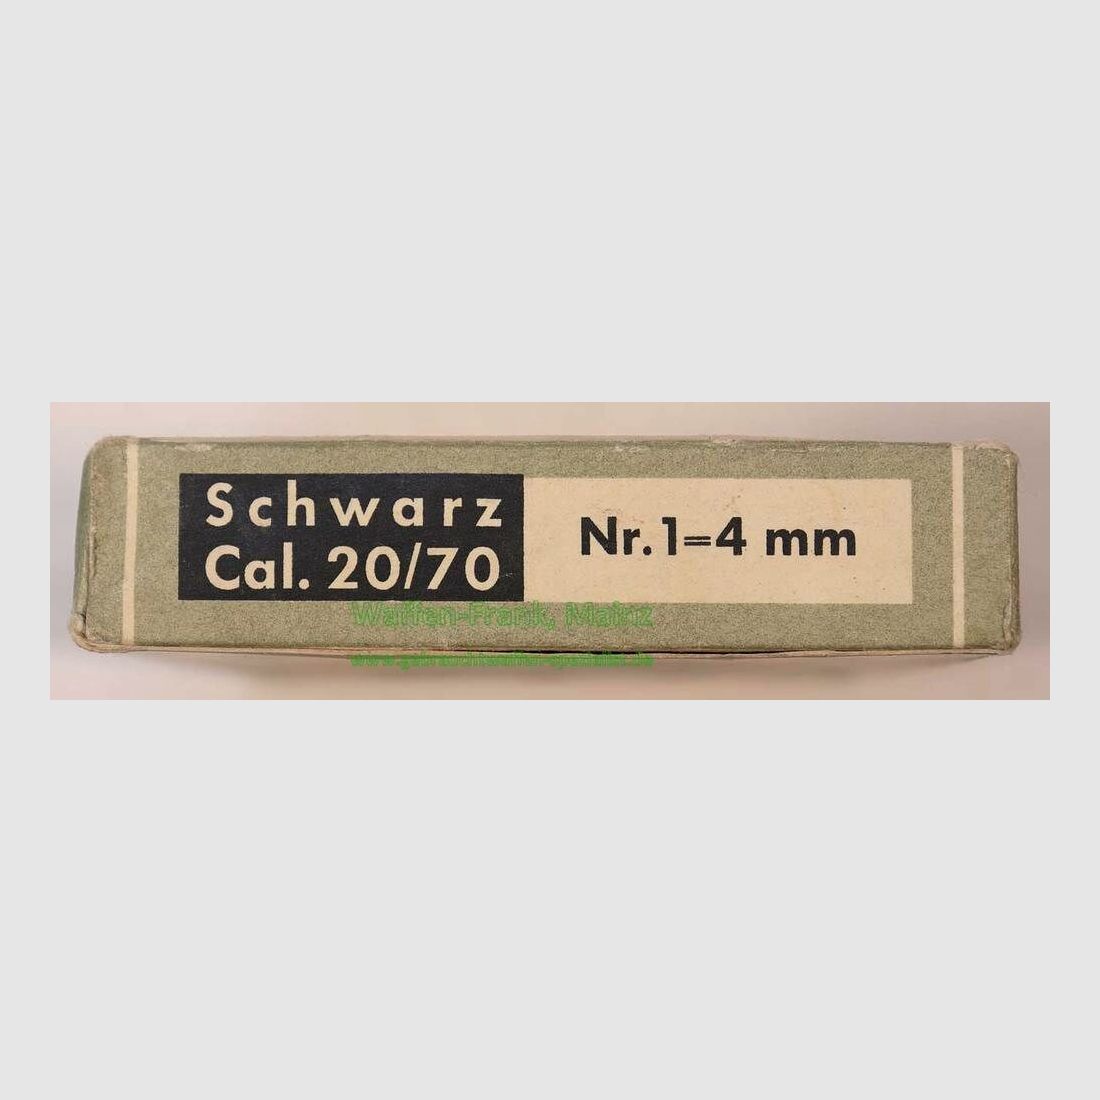 Schwarz
Cal. 20/70
Nr. 1=4 mm
Waffen-Frank, Mainz